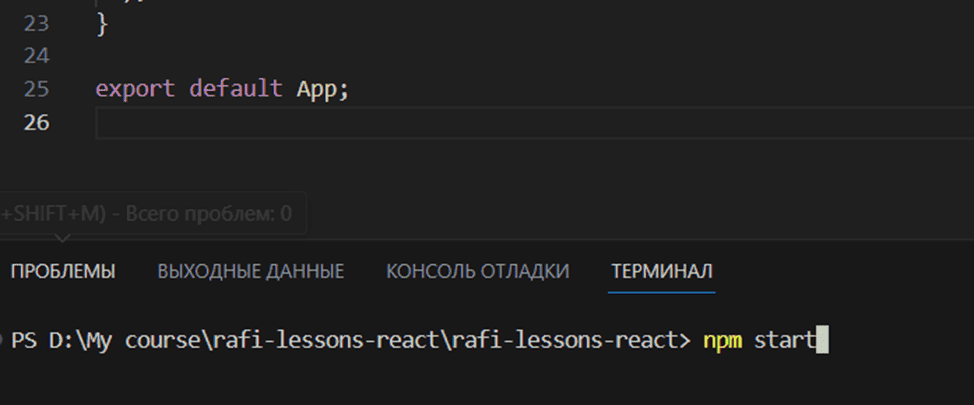 23 }
24
25 export default App;
26
+SHIFT+M) - Всего проблем: 0
ПРОБЛЕМЫ ВЫХОДНЫЕ ДАННЫЕ КОНСОЛЬ ОТЛАДКИ ТЕРМИНАЛ
PS D:\My course\rafi-lessons-react\rafi-lessons-react> npm start